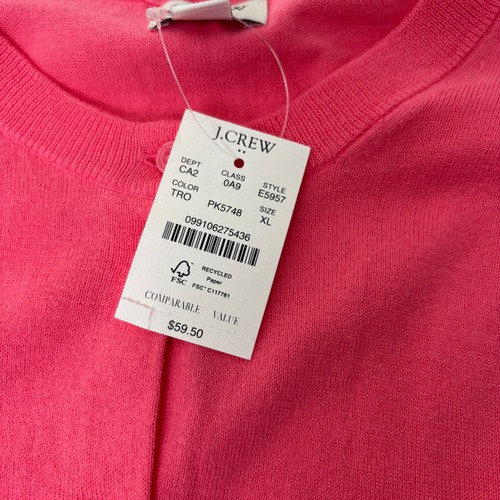 J.CREW
DEPT CLASS STYLE
CA2 0A9 E5957
COLOR SIZE
TRO PK5748 XL
099106275436
FSC
RECYCLED
Paper
FSC™ C117781
COMPARABLE VALUE
$59.50